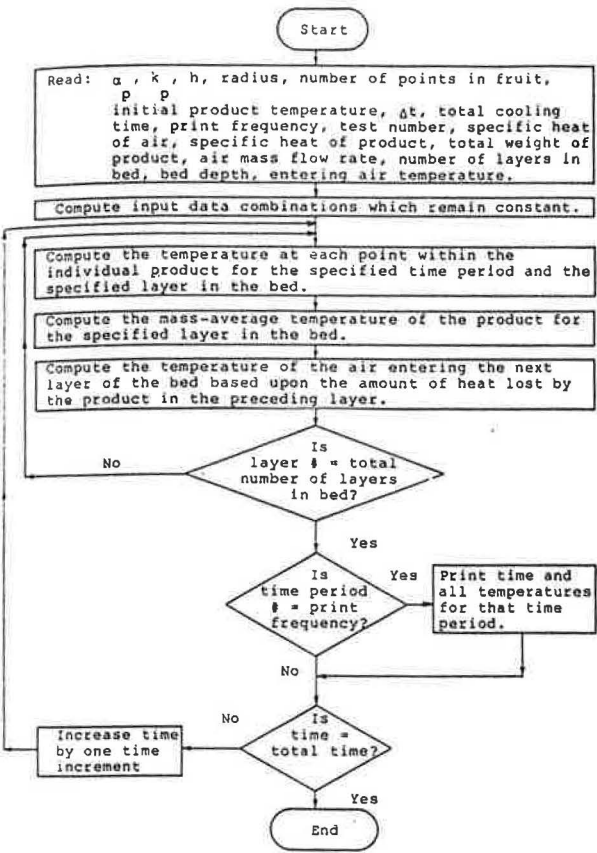 Start
Read: α , k , h, radius, number of points in fruit,
p p
initial product temperature, Δt, total cooling
time, print frequency, test number, specific heat
of air, specific heat of product, total weight of
product, air mass flow rate, number of layers in
bed, bed depth, entering air temperature.
Compute input data combinations which remain constant.
Compute the temperature at each point within the
individual product for the specified time period and the
specified layer in the bed.
Compute the mass-average temperature of the product for
the specified layer in the bed.
Compute the temperature of the air entering the next
layer of the bed based upon the amount of heat lost by
the product in the preceding layer.
Is
layer # = total
number of layers
in bed?
No
Yes
Is
time period
# = print
frequency?
Yes
Print time and
all temperatures
for that time
period.
No
Is
time =
total time?
No
Increase time
by one time
increment
Yes
End